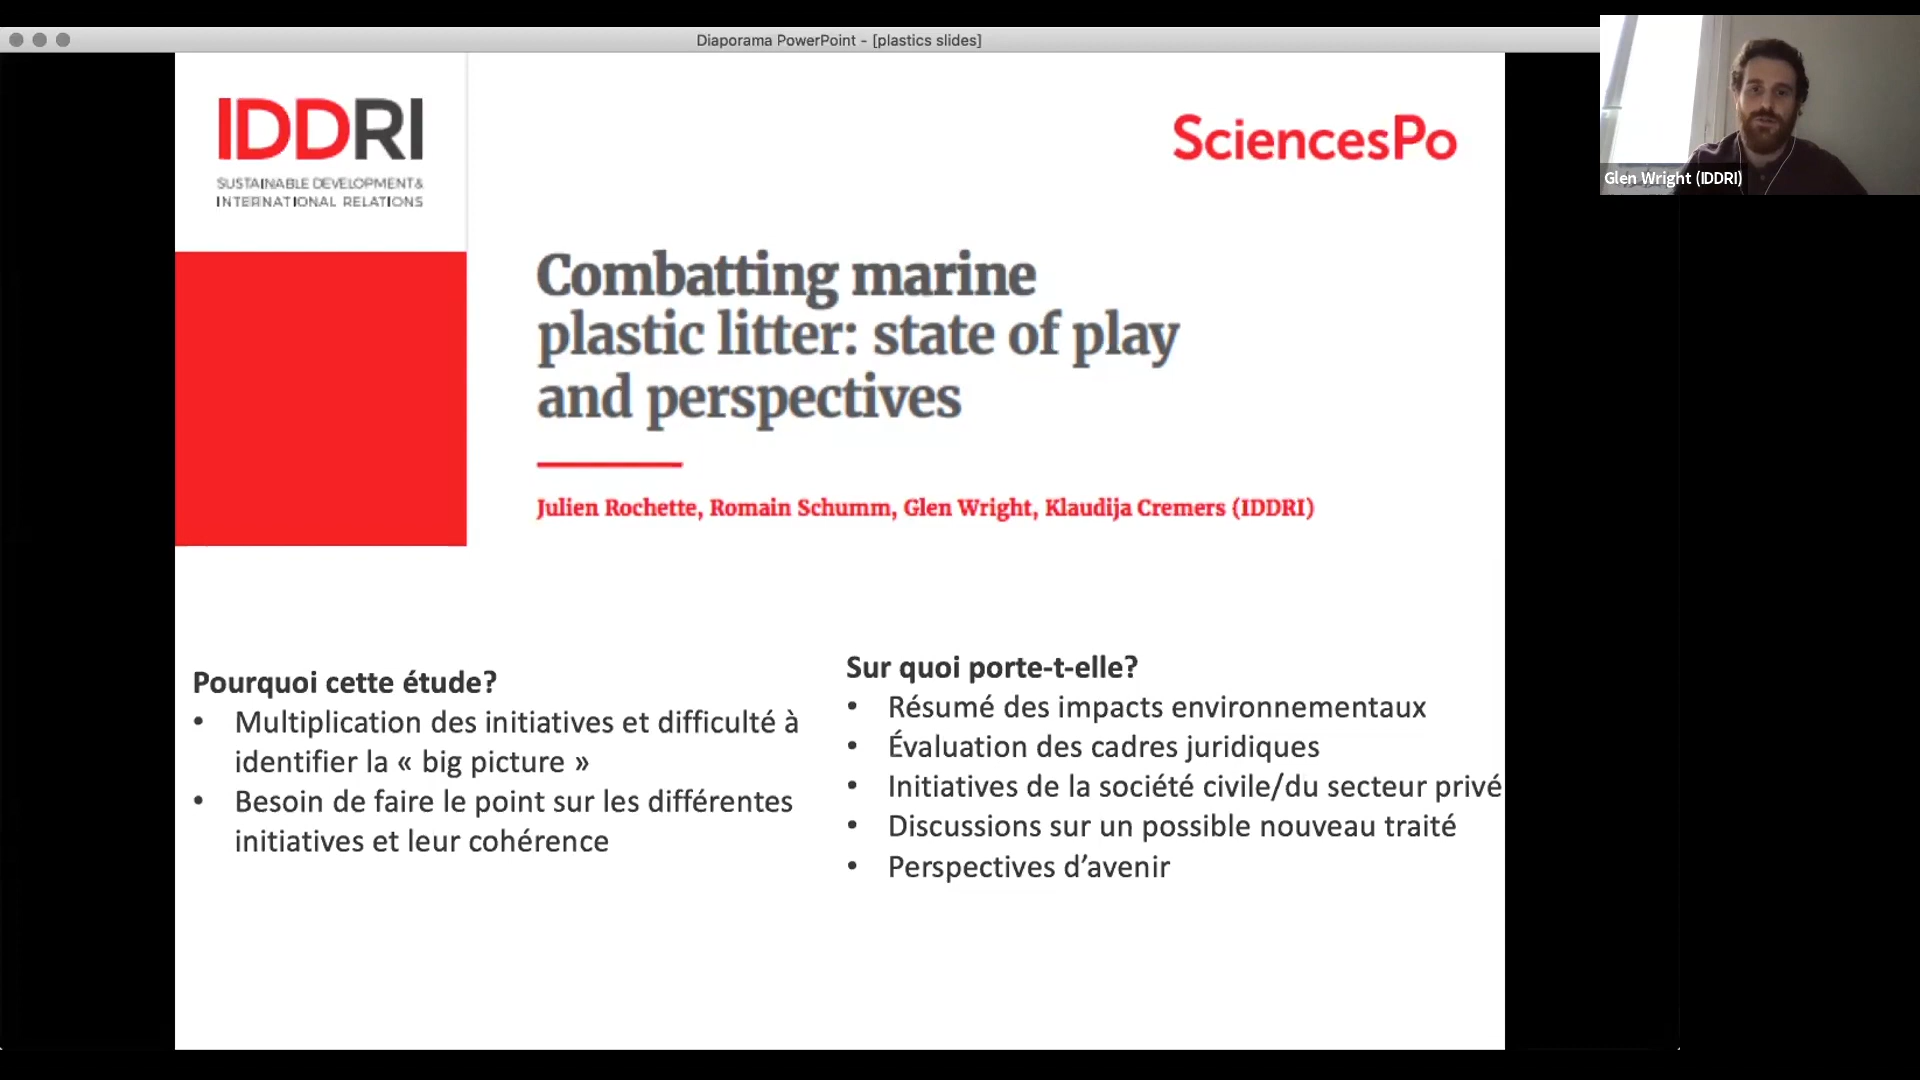 Diaporama PowerPoint - [plastics slides]
IDDRI
SUSTAINABLE DEVELOPMENT &
INTERNATIONAL RELATIONS
SciencesPo
Glen Wright (IDDRI)
Combatting marine
plastic litter: state of play
and perspectives
Julien Rochette, Romain Schumm, Glen Wright, Klaudija Cremers (IDDRI)
Pourquoi cette étude?
• Multiplication des initiatives et difficulté à
identifier la « big picture »
• Besoin de faire le point sur les différentes
initiatives et leur cohérence
Sur quoi porte-t-elle?
• Résumé des impacts environnementaux
• Évaluation des cadres juridiques
• Initiatives de la société civile/du secteur privé
• Discussions sur un possible nouveau traité
• Perspectives d’avenir